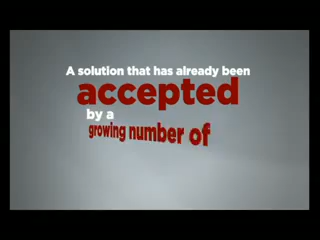 A solution that has already been
accepted
by a
growing number of